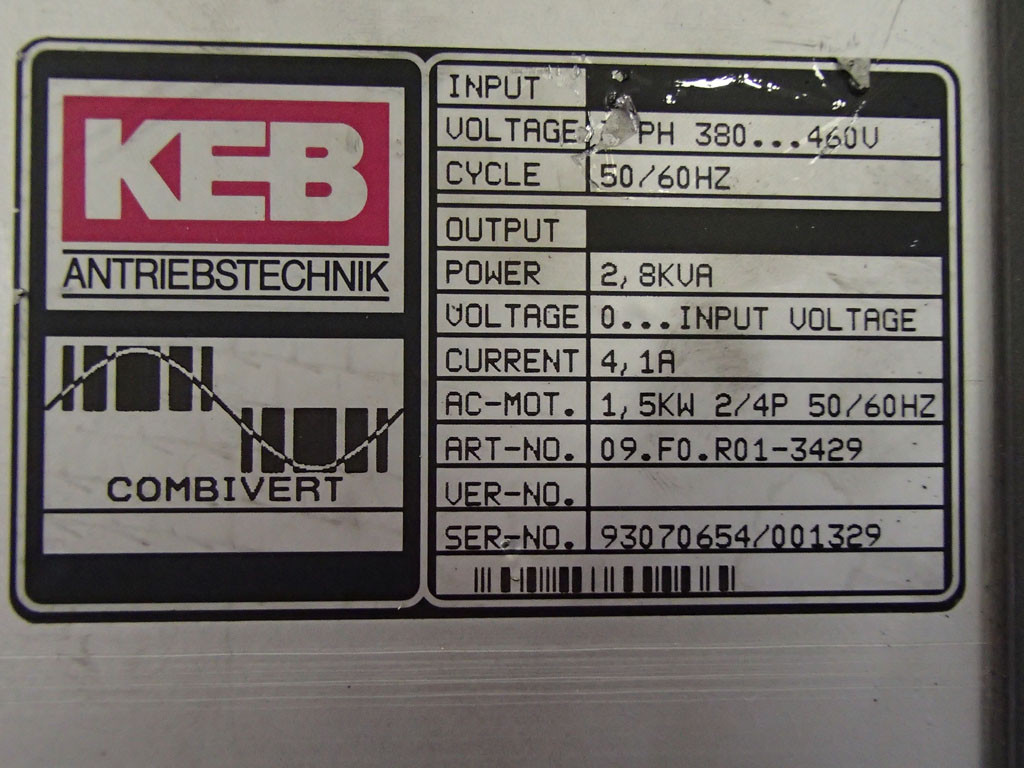 KEB
ANTRIEBSTECHNIK
COMBIVERT
INPUT
VOLTAGE PH 380...460V
CYCLE 50/60HZ
OUTPUT
POWER 2,8KVA
VOLTAGE 0...INPUT VOLTAGE
CURRENT 4,1A
AC-MOT. 1,5KW 2/4P 50/60HZ
ART-NO. 09.F0.R01-3429
VER-NO.
SER-NO. 93070654/001329